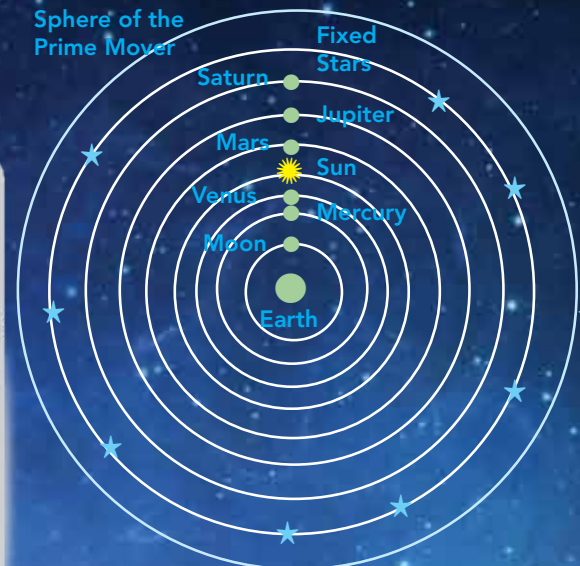 Sphere of the
Prime Mover
Fixed
Stars
Saturn
Jupiter
Mars
Sun
Venus
Mercury
Moon
Earth